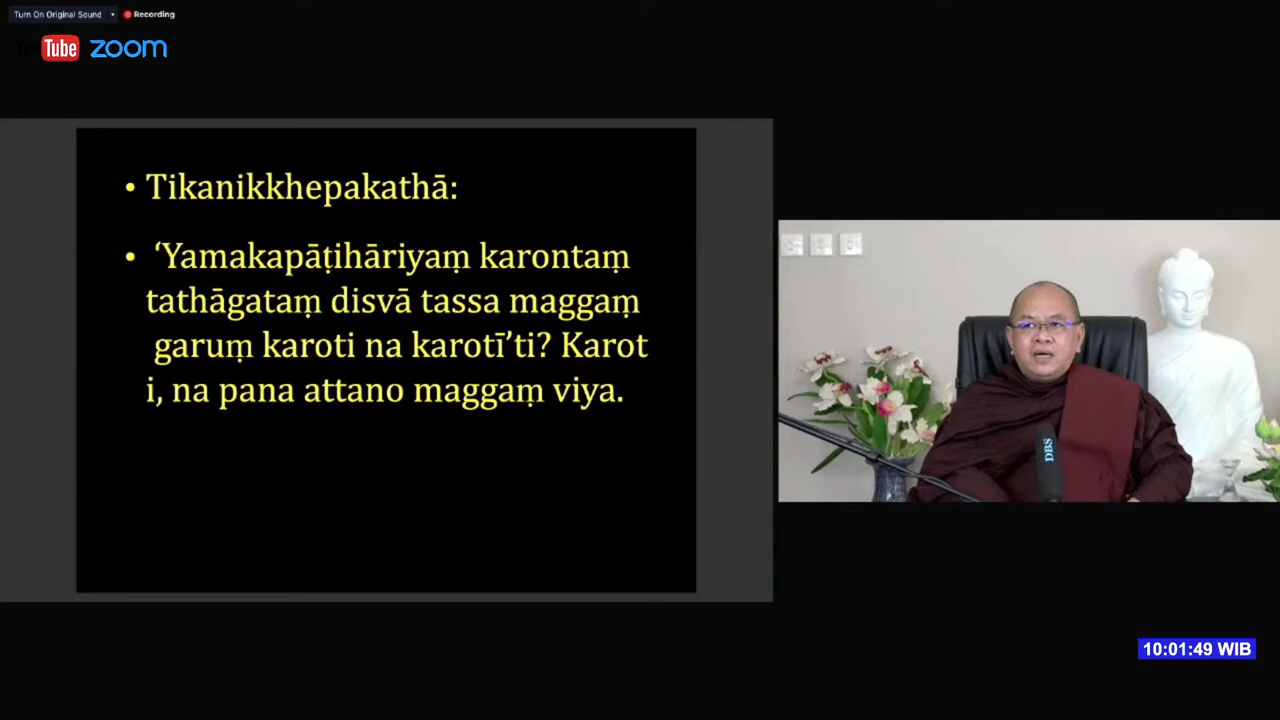 Turn On Original Sound
Recording
YouTube zoom
• Tikanikkhepakathā:
• ‘Yamakapāṭihāriyaṃ karontaṃ
tathāgataṃ disvā tassa maggaṃ
garuṃ karoti na karotī’ti? Karot
i, na pana attano maggaṃ viya.
DBS
10:01:49 WIB